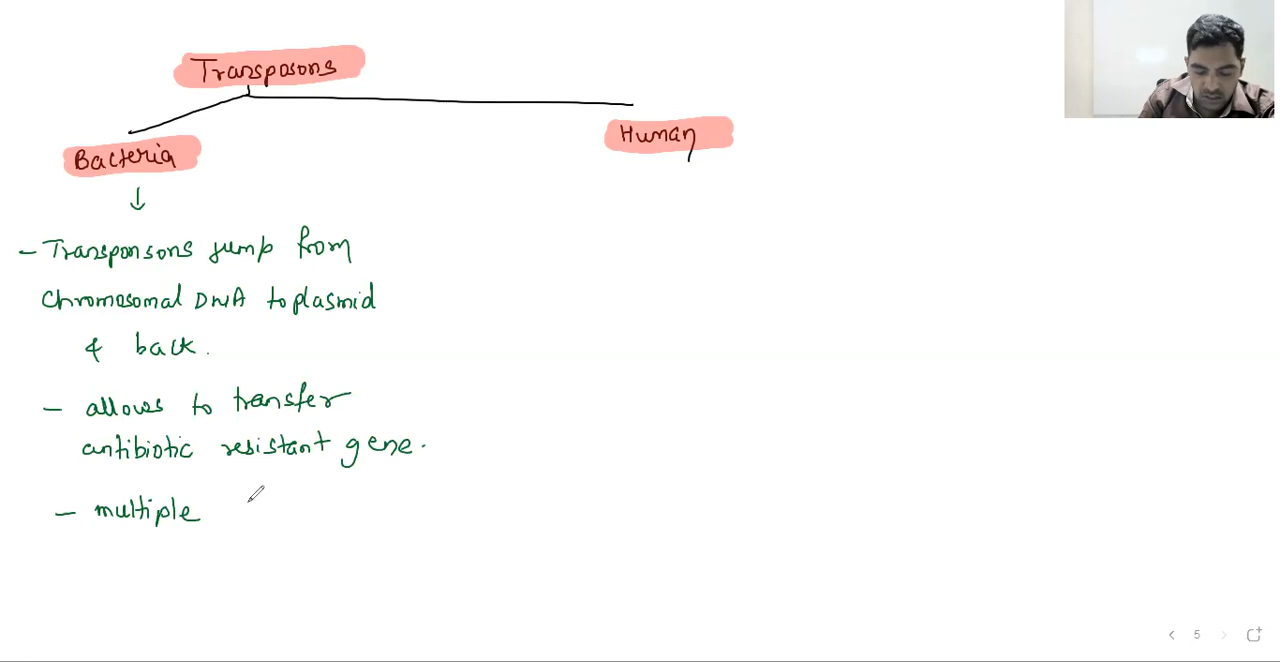 Transposons
Human
Bacteria
↓
- Transponsons jump from
chromosomal DNA to plasmid
& back.
- allows to transfer
antibiotic resistant gene.
- multiple
< 5 >